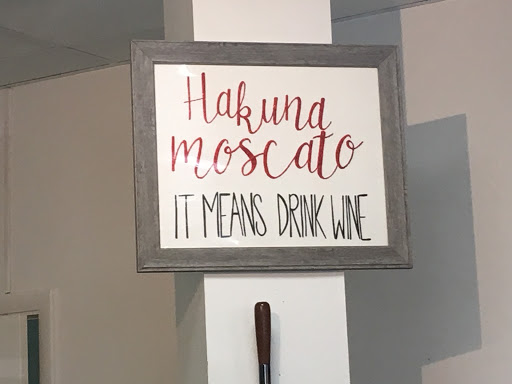 Hakuna
moscato
IT MEANS DRINK WINE